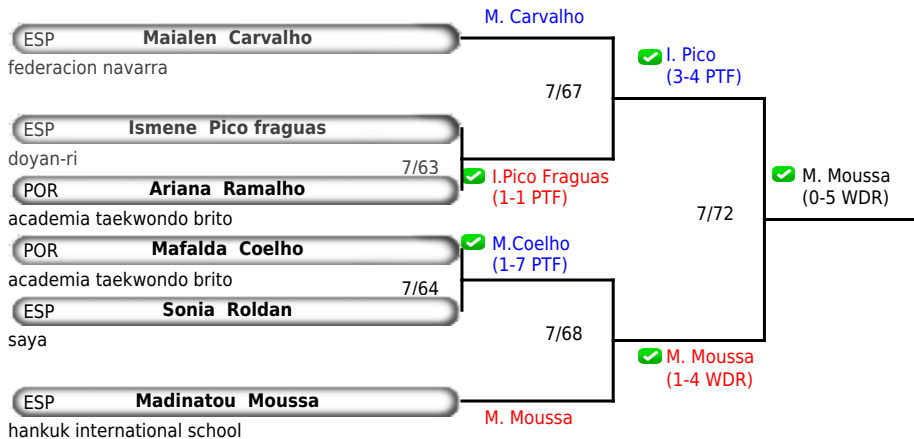 M. Carvalho
ESP Maialen Carvalho
federacion navarra
I. Pico
(3-4 PTF)
7/67
ESP Ismene Pico fraguas
doyan-ri
7/63
I.Pico Fraguas
(1-1 PTF)
POR Ariana Ramalho
academia taekwondo brito
M. Moussa
(0-5 WDR)
7/72
POR Mafalda Coelho
academia taekwondo brito
M.Coelho
(1-7 PTF)
7/64
ESP Sonia Roldan
saya
7/68
M. Moussa
(1-4 WDR)
ESP Madinatou Moussa
hankuk international school
M. Moussa